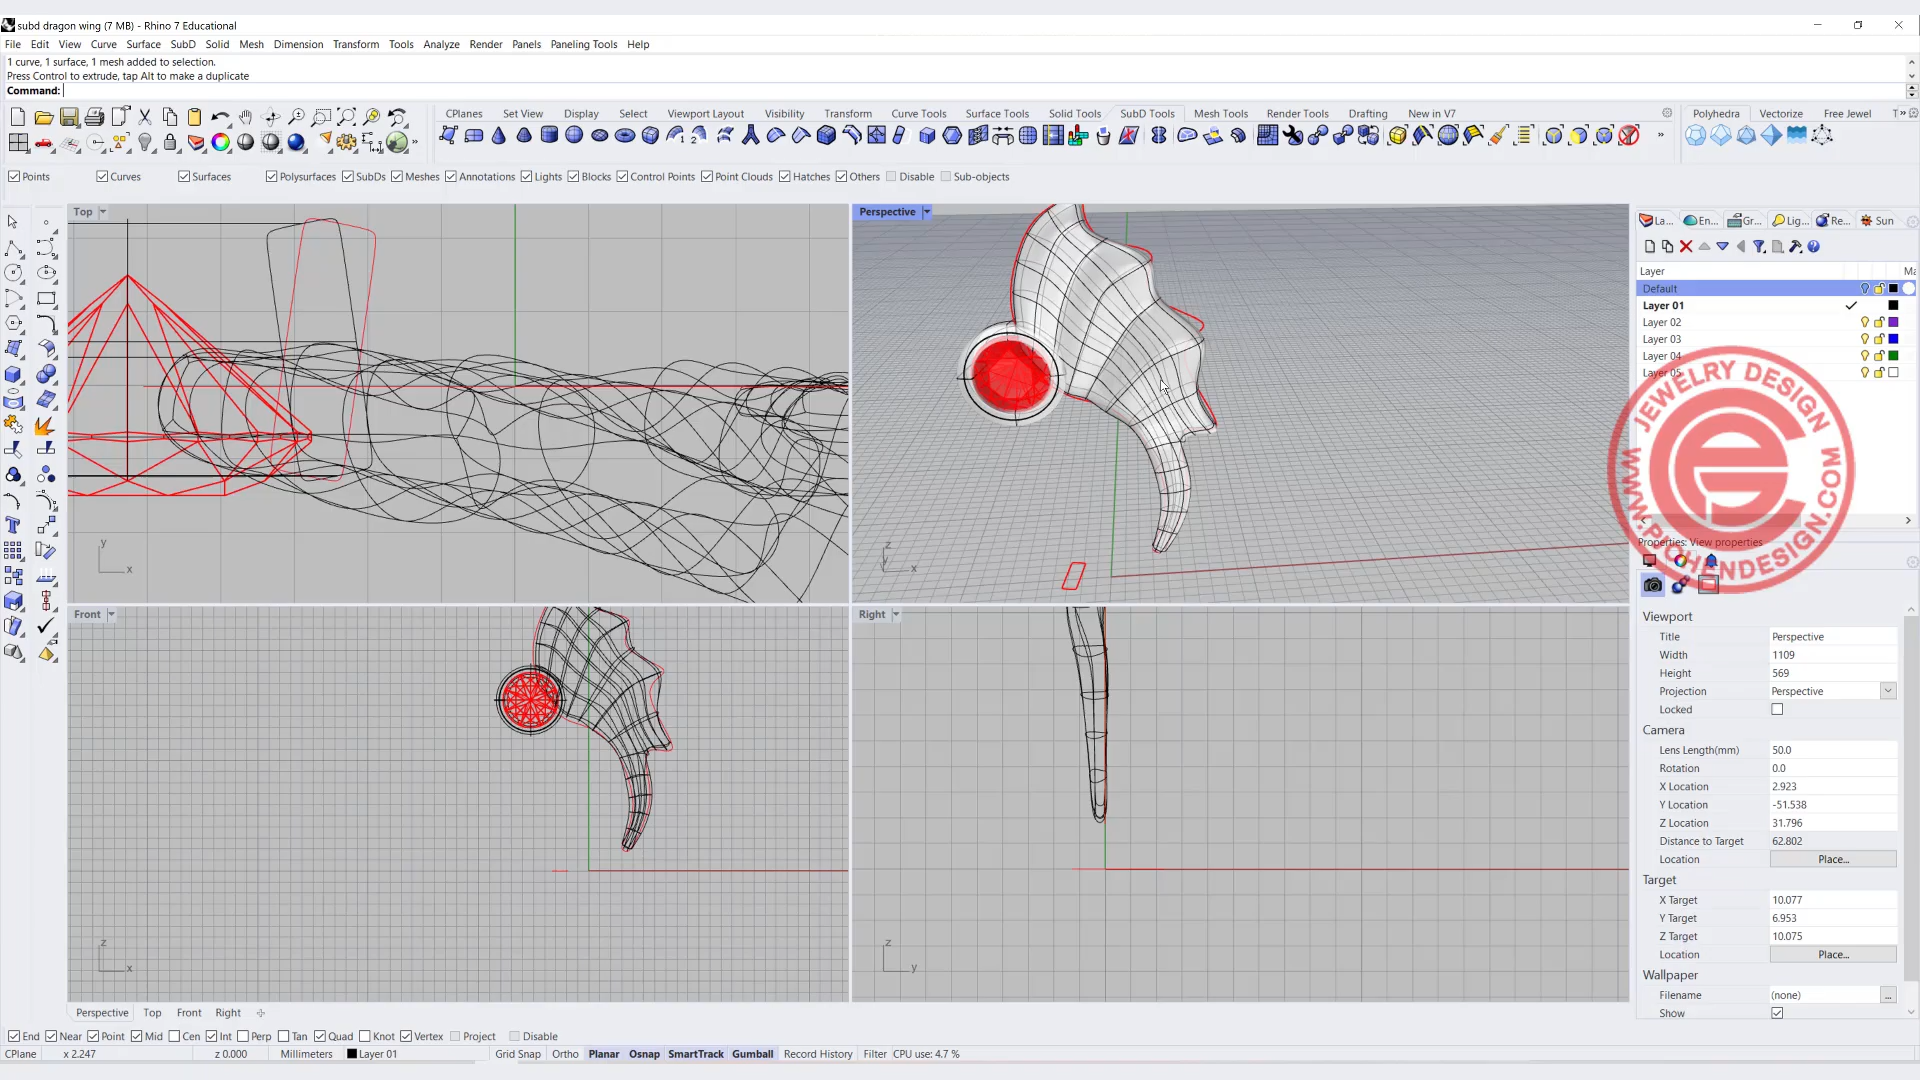 subd dragon wing (7 MB) - Rhino 7 Educational
File Edit View Curve Surface SubD Solid Mesh Dimension Transform Tools Analyze Render Panels Paneling Tools Help
1 curve, 1 surface, 1 mesh added to selection.
Press Control to extrude, tap Alt to make a duplicate
Command:
CPlanes Set View Display Select Viewport Layout Visibility Transform Curve Tools Surface Tools Solid Tools SubD Tools Mesh Tools Render Tools Drafting New in V7
Polyhedra Vectorize Free Jewel
Points Curves Surfaces Polysurfaces SubDs Meshes Annotations Lights Blocks Control Points Point Clouds Hatches Others Disable Sub-objects
Top
Perspective
La... En... Gr... Lig... Re... Sun
Layer Ma
Default
Layer 01
Layer 02
Layer 03
Layer 04
Layer 05
JEWELRY DESIGN
WWW.PJCHENDESIGN.COM
Properties: View properties
y
x
z
y
x
Front
Right
Viewport
Title Perspective
Width 1109
Height 569
Projection Perspective
Locked
Camera
Lens Length(mm) 50.0
Rotation 0.0
X Location 2.923
Y Location -51.538
Z Location 31.796
Distance to Target 62.802
Location Place...
Target
X Target 10.077
Y Target 6.953
Z Target 10.075
Location Place...
Wallpaper
Filename (none) ...
Show
z
x
z
y
Perspective Top Front Right
End Near Point Mid Cen Int Perp Tan Quad Knot Vertex Project Disable
CPlane x 2.247 z 0.000 Millimeters Layer 01 Grid Snap Ortho Planar Osnap SmartTrack Gumball Record History Filter CPU use: 4.7 %